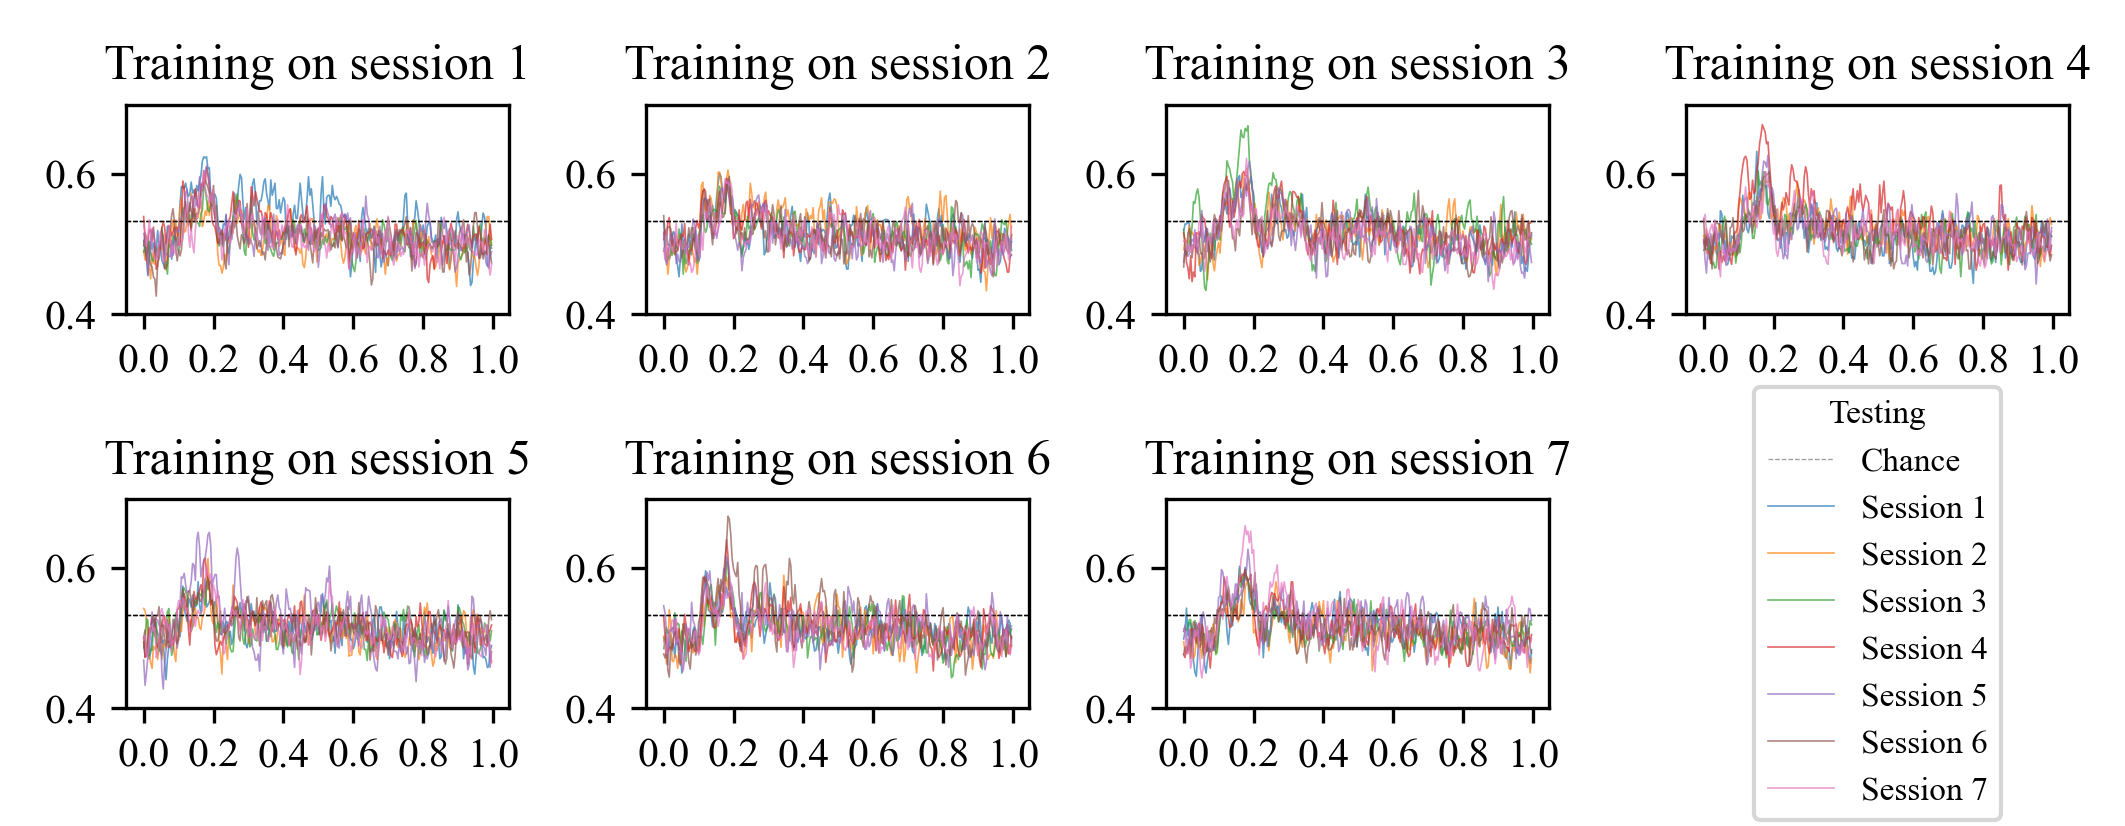 Training on session 1
Training on session 2
Training on session 3
Training on session 4
0.6
0.4
0.0 0.2 0.4 0.6 0.8 1.0
0.6
0.4
0.0 0.2 0.4 0.6 0.8 1.0
0.6
0.4
0.0 0.2 0.4 0.6 0.8 1.0
0.6
0.4
0.0 0.2 0.4 0.6 0.8 1.0
Training on session 5
Training on session 6
Training on session 7
0.6
0.4
0.0 0.2 0.4 0.6 0.8 1.0
0.6
0.4
0.0 0.2 0.4 0.6 0.8 1.0
0.6
0.4
0.0 0.2 0.4 0.6 0.8 1.0
Testing
Chance
Session 1
Session 2
Session 3
Session 4
Session 5
Session 6
Session 7